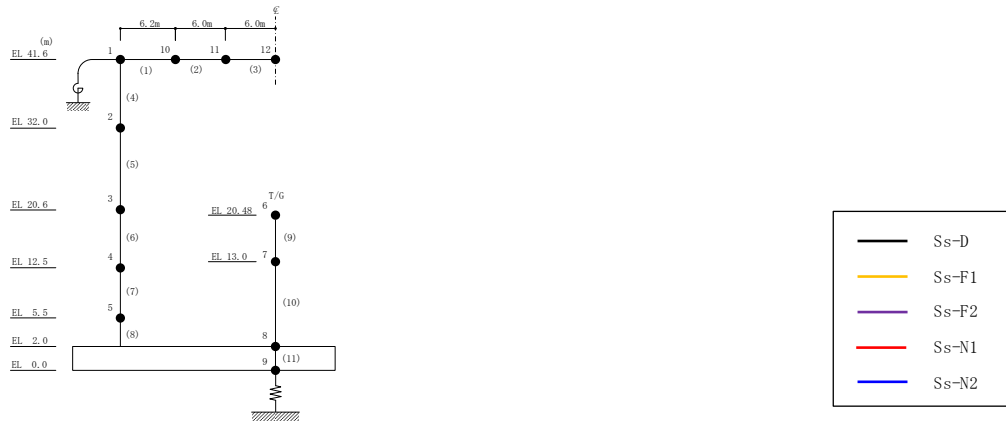 ℄
6.2m 6.0m 6.0m
(m)
EL 41.6 1 10 11 12
(1) (2) (3)
(4)
EL 32.0 2
(5)
T/G
EL 20.6 3 EL 20.48 6
(6) (9)
EL 13.0 7
EL 12.5 4
(7) (10)
EL 5.5 5
(8)
EL 2.0 8
(11)
EL 0.0 9
Ss-D
Ss-F1
Ss-F2
Ss-N1
Ss-N2